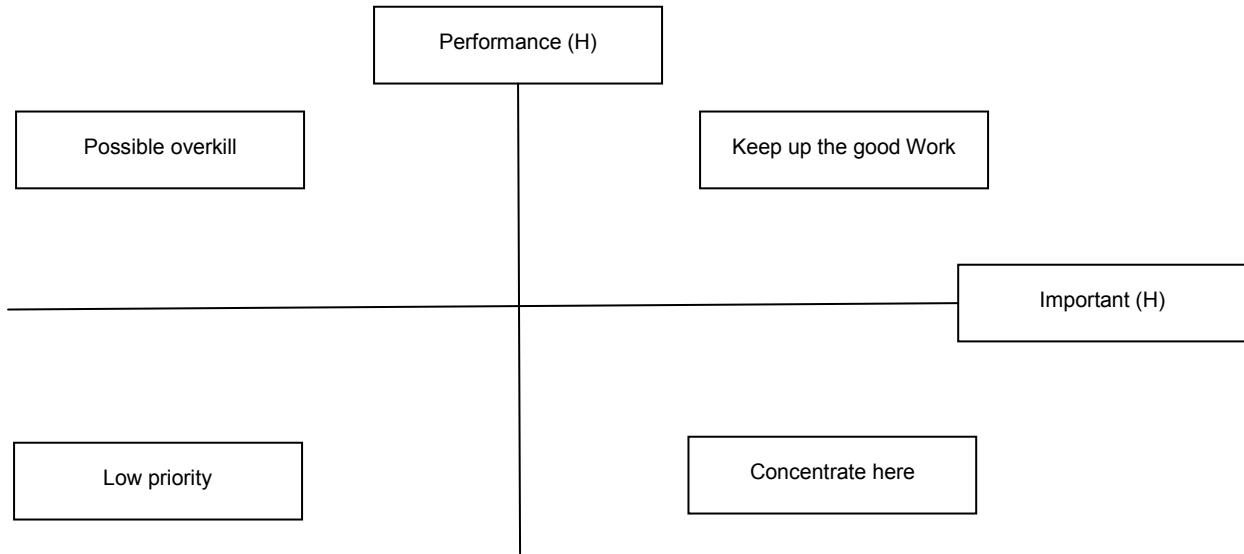 Performance (H)
Possible overkill
Keep up the good Work
Important (H)
Low priority
Concentrate here